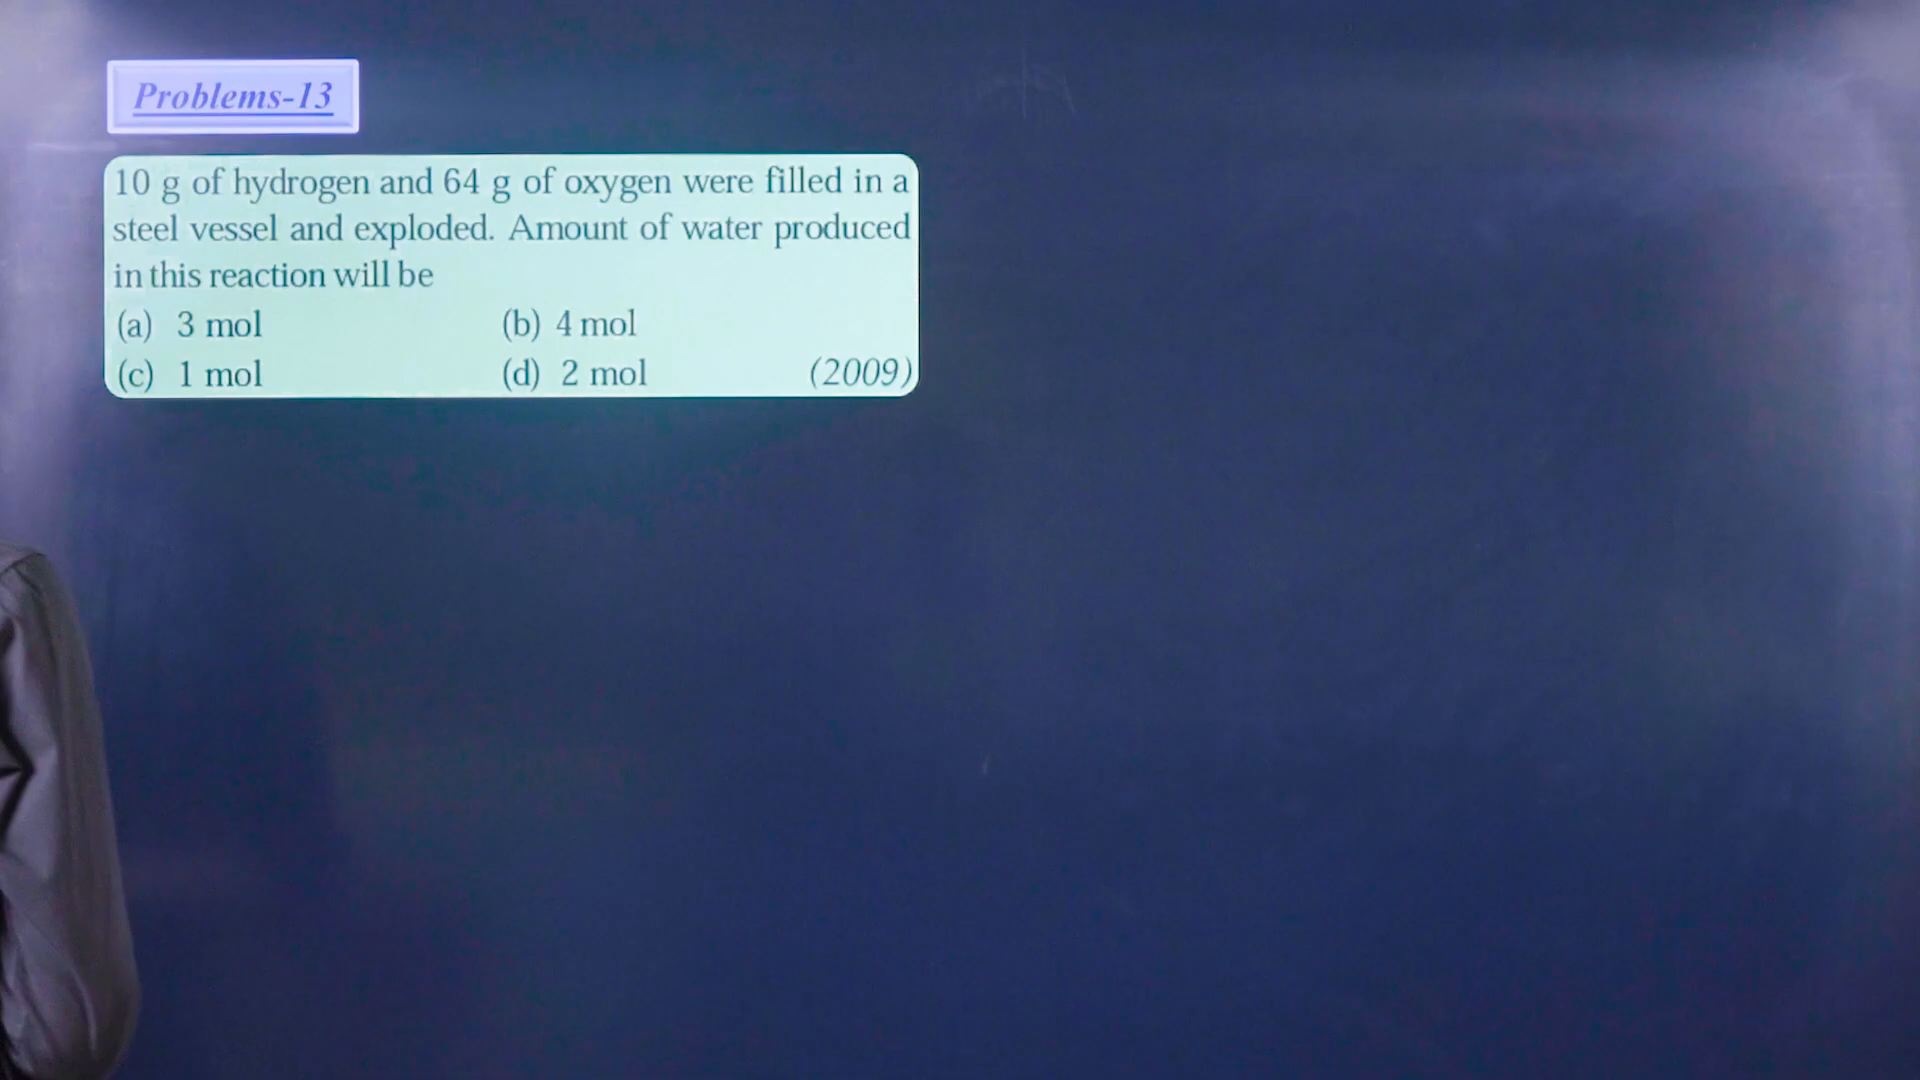 Problems-13
10 g of hydrogen and 64 g of oxygen were filled in a
steel vessel and exploded. Amount of water produced
in this reaction will be
(a) 3 mol (b) 4 mol
(c) 1 mol (d) 2 mol (2009)